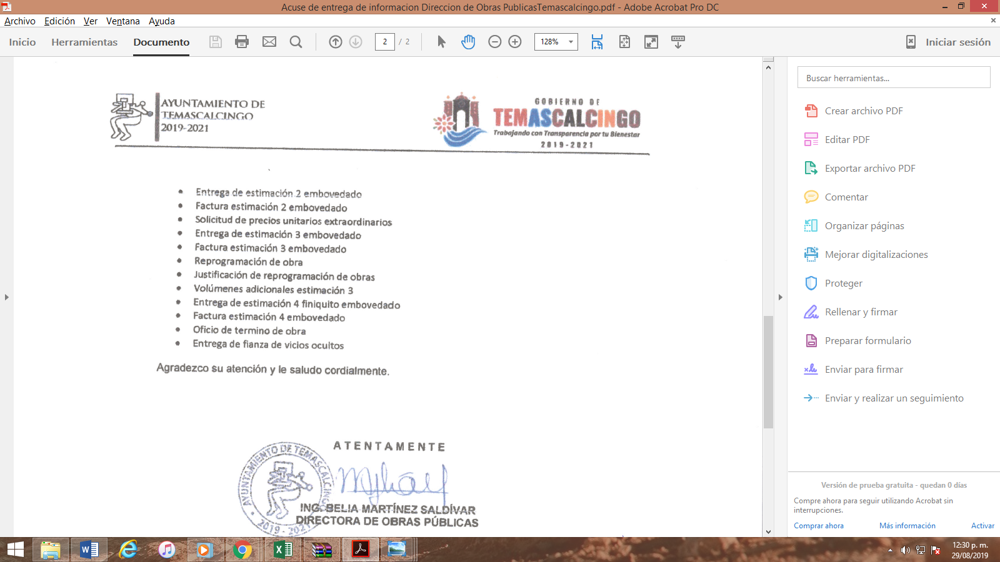 Acuse de entrega de informacion Direccion de Obras PublicasTemascalcingo.pdf - Adobe Acrobat Pro DC
Archivo Edición Ver Ventana Ayuda
Inicio Herramientas Documento 2 / 2 128% Iniciar sesión
Buscar herramientas...
Crear archivo PDF
Editar PDF
Exportar archivo PDF
Comentar
Organizar páginas
Mejorar digitalizaciones
Proteger
Rellenar y firmar
Preparar formulario
Enviar para firmar
Enviar y realizar un seguimiento
Versión de prueba gratuita - quedan 0 días
Compre ahora para seguir utilizando Acrobat sin
interrupciones.
Comprar ahora Más información Activar
AYUNTAMIENTO DE
TEMASCALCINGO
2019-2021
GOBIERNO DE
TEMASCALCINGO
Trabajando con Transparencia por tu Bienestar
2019-2021
• Entrega de estimación 2 embovedado
• Factura estimación 2 embovedado
• Solicitud de precios unitarios extraordinarios
• Entrega de estimación 3 embovedado
• Factura estimación 3 embovedado
• Reprogramación de obra
• Justificación de reprogramación de obras
• Volúmenes adicionales estimación 3
• Entrega de estimación 4 finiquito embovedado
• Factura estimación 4 embovedado
• Oficio de termino de obra
• Entrega de fianza de vicios ocultos
Agradezco su atención y le saludo cordialmente.
ATENTAMENTE
AYUNTAMIENTO DE TEMASCALCINGO
2019-2021
ING. BELIA MARTÍNEZ SALDÍVAR
DIRECTORA DE OBRAS PÚBLICAS
12:30 p. m.
29/08/2019